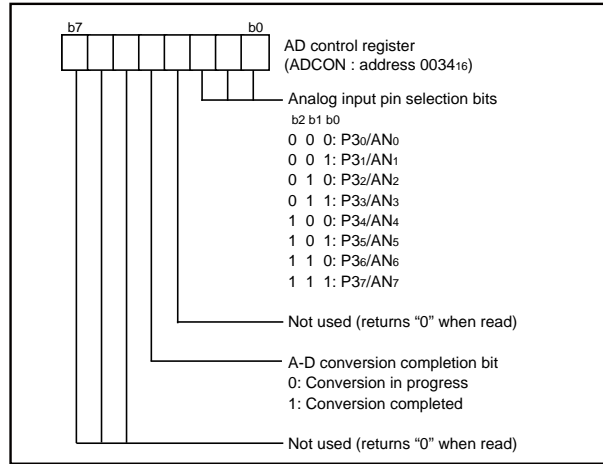 b7 b0
AD control register
(ADCON : address 003416)
Analog input pin selection bits
b2 b1 b0
0 0 0: P30/AN0
0 0 1: P31/AN1
0 1 0: P32/AN2
0 1 1: P33/AN3
1 0 0: P34/AN4
1 0 1: P35/AN5
1 1 0: P36/AN6
1 1 1: P37/AN7
Not used (returns “0” when read)
A-D conversion completion bit
0: Conversion in progress
1: Conversion completed
Not used (returns “0” when read)